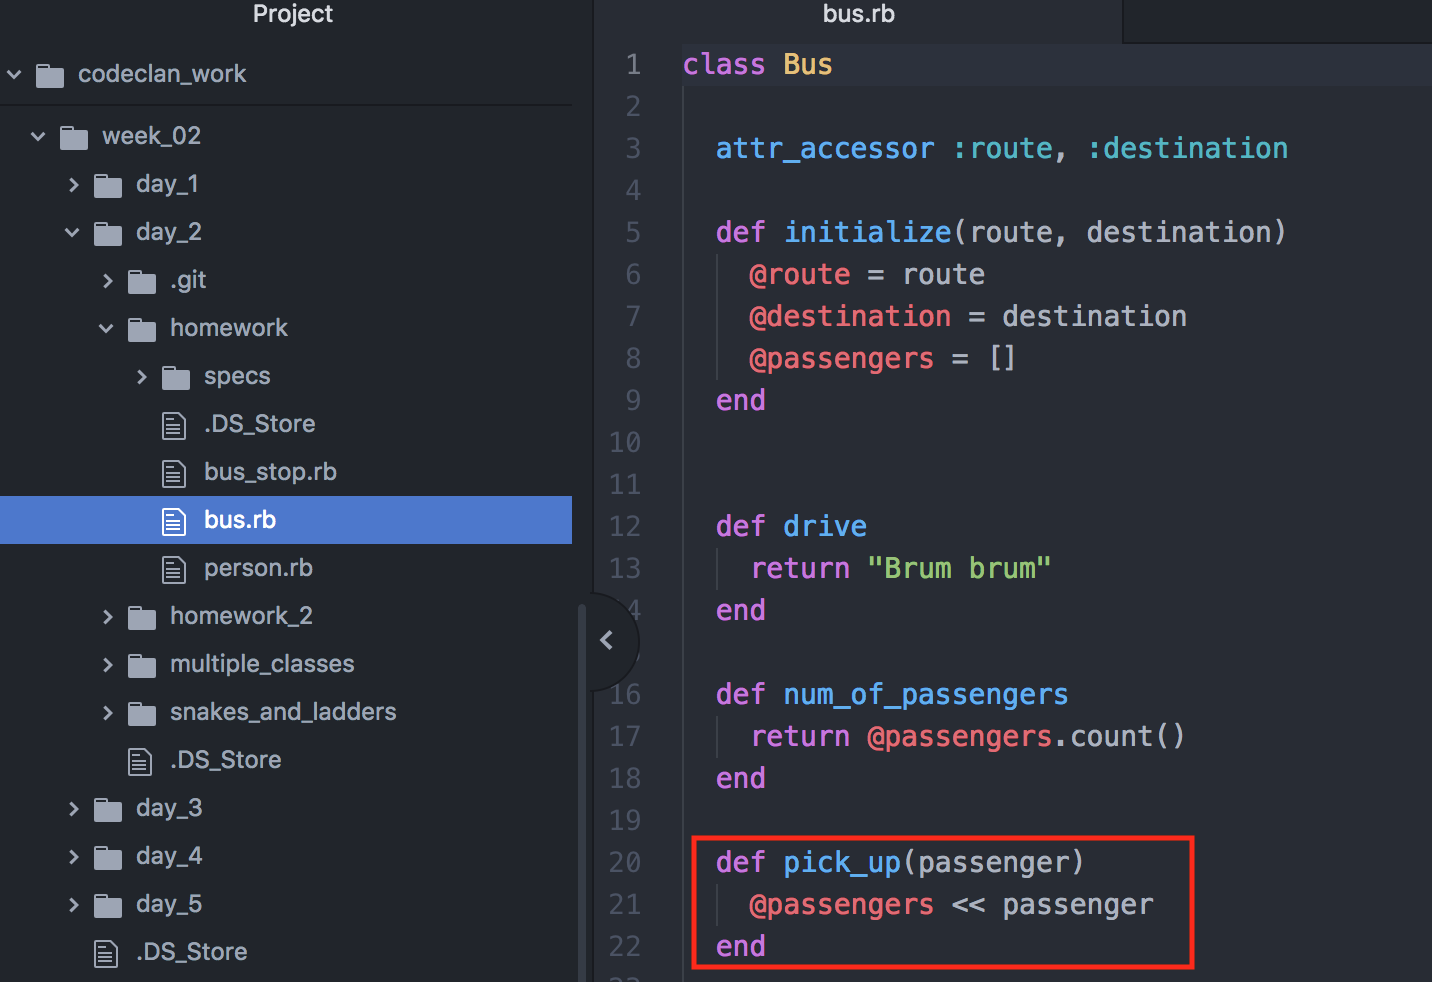 Project
codeclan_work
week_02
day_1
day_2
.git
homework
specs
.DS_Store
bus_stop.rb
bus.rb
person.rb
homework_2
multiple_classes
snakes_and_ladders
.DS_Store
day_3
day_4
day_5
.DS_Store
bus.rb
1 class Bus
2
3 attr_accessor :route, :destination
4
5 def initialize(route, destination)
6 @route = route
7 @destination = destination
8 @passengers = []
9 end
10
11
12 def drive
13 return "Brum brum"
14 end
16 def num_of_passengers
17 return @passengers.count()
18 end
19
20 def pick_up(passenger)
21 @passengers << passenger
22 end